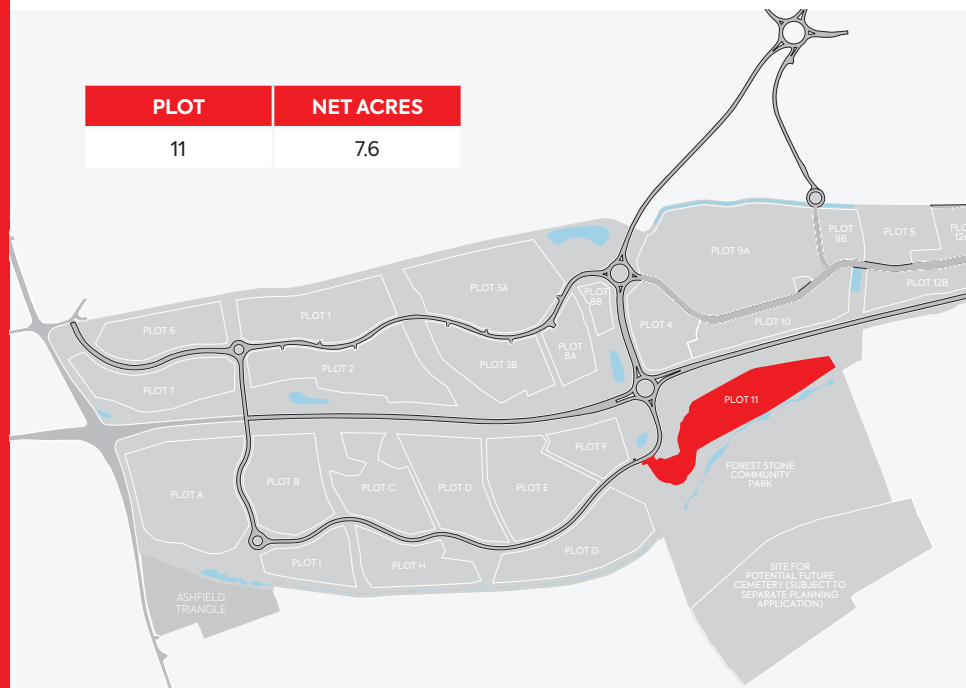 PLOT NET ACRES
11 7.6
PLOT 9A
PLOT
9B
PLOT 5
12A
PLOT 12B
PLOT 3A
PLOT
8B
PLOT 1
PLOT 6
PLOT 4
PLOT 10
PLOT
8A
PLOT 3B
PLOT 2
PLOT 7
PLOT 11
PLOT F
FOREST STONE
COMMUNITY
PARK
PLOT A
PLOT B
PLOT C
PLOT D
PLOT E
PLOT G
PLOT I
PLOT H
SITE FOR
POTENTIAL FUTURE
CEMETERY (SUBJECT TO
SEPARATE PLANNING
APPLICATION)
ASHFIELD
TRIANGLE